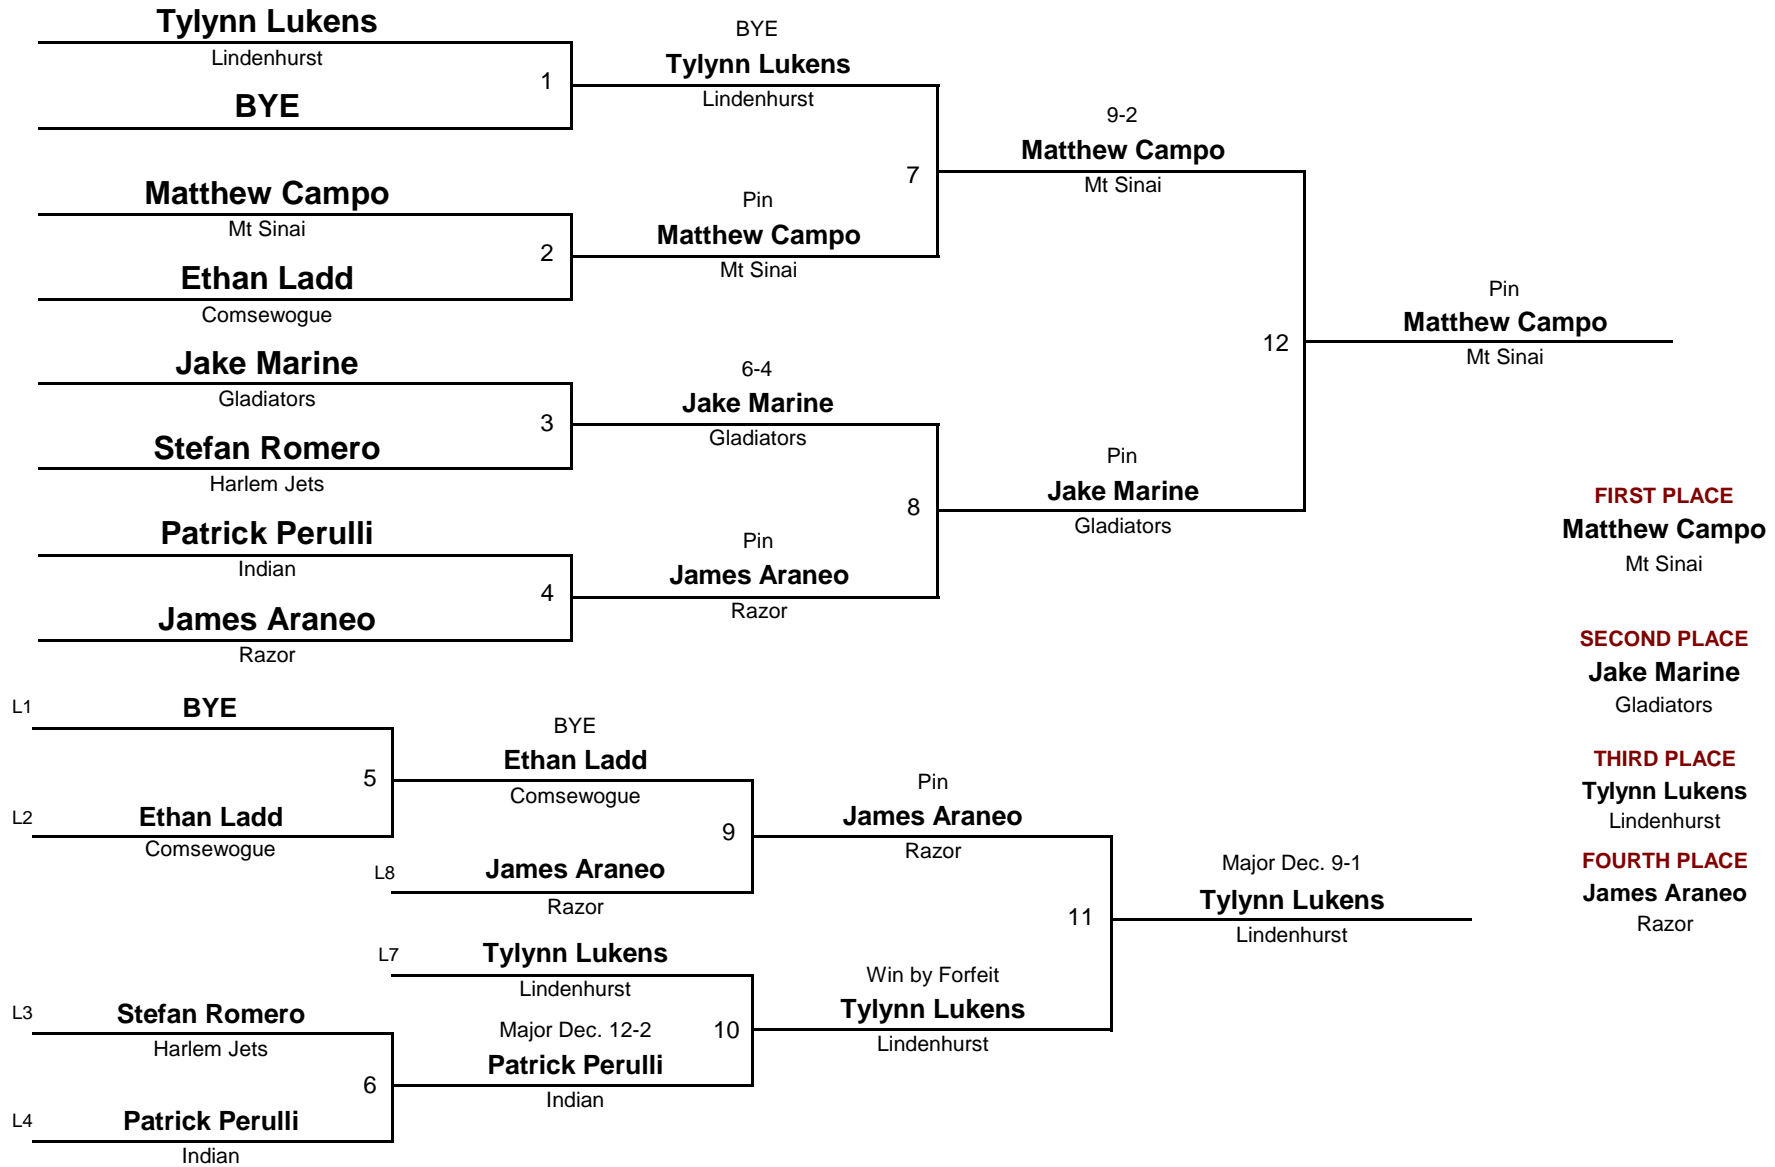 Tylynn Lukens
Lindenhurst
1
BYE
Matthew Campo
Mt Sinai
2
Ethan Ladd
Comsewogue
Jake Marine
Gladiators
3
Stefan Romero
Harlem Jets
Patrick Perulli
Indian
4
James Araneo
Razor
BYE
Tylynn Lukens
Lindenhurst
7
Pin
Matthew Campo
Mt Sinai
6-4
Jake Marine
Gladiators
8
Pin
James Araneo
Razor
9-2
Matthew Campo
Mt Sinai
12
Pin
Jake Marine
Gladiators
Pin
Matthew Campo
Mt Sinai
FIRST PLACE
Matthew Campo
Mt Sinai
SECOND PLACE
Jake Marine
Gladiators
THIRD PLACE
Tylynn Lukens
Lindenhurst
FOURTH PLACE
James Araneo
Razor
L1 BYE
5
L2 Ethan Ladd
Comsewogue
L3 Stefan Romero
Harlem Jets
6
L4 Patrick Perulli
Indian
BYE
Ethan Ladd
Comsewogue
9
L8 James Araneo
Razor
L7 Tylynn Lukens
Lindenhurst
Major Dec. 12-2
10
Patrick Perulli
Indian
Pin
James Araneo
Razor
11
Win by Forfeit
Tylynn Lukens
Lindenhurst
Major Dec. 9-1
Tylynn Lukens
Lindenhurst